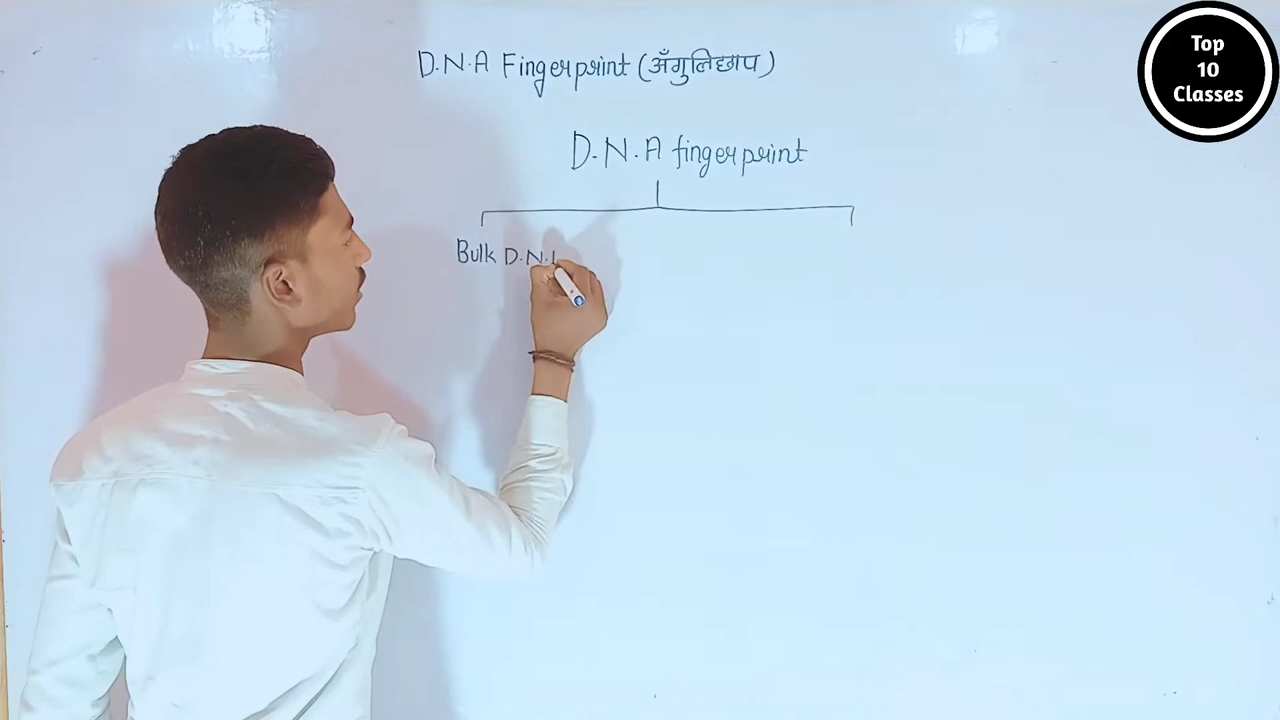 D.N.A Fingerprint (अँगुलिछाप)
D.N.A fingerprint
Bulk D.N.
Top
10
Classes